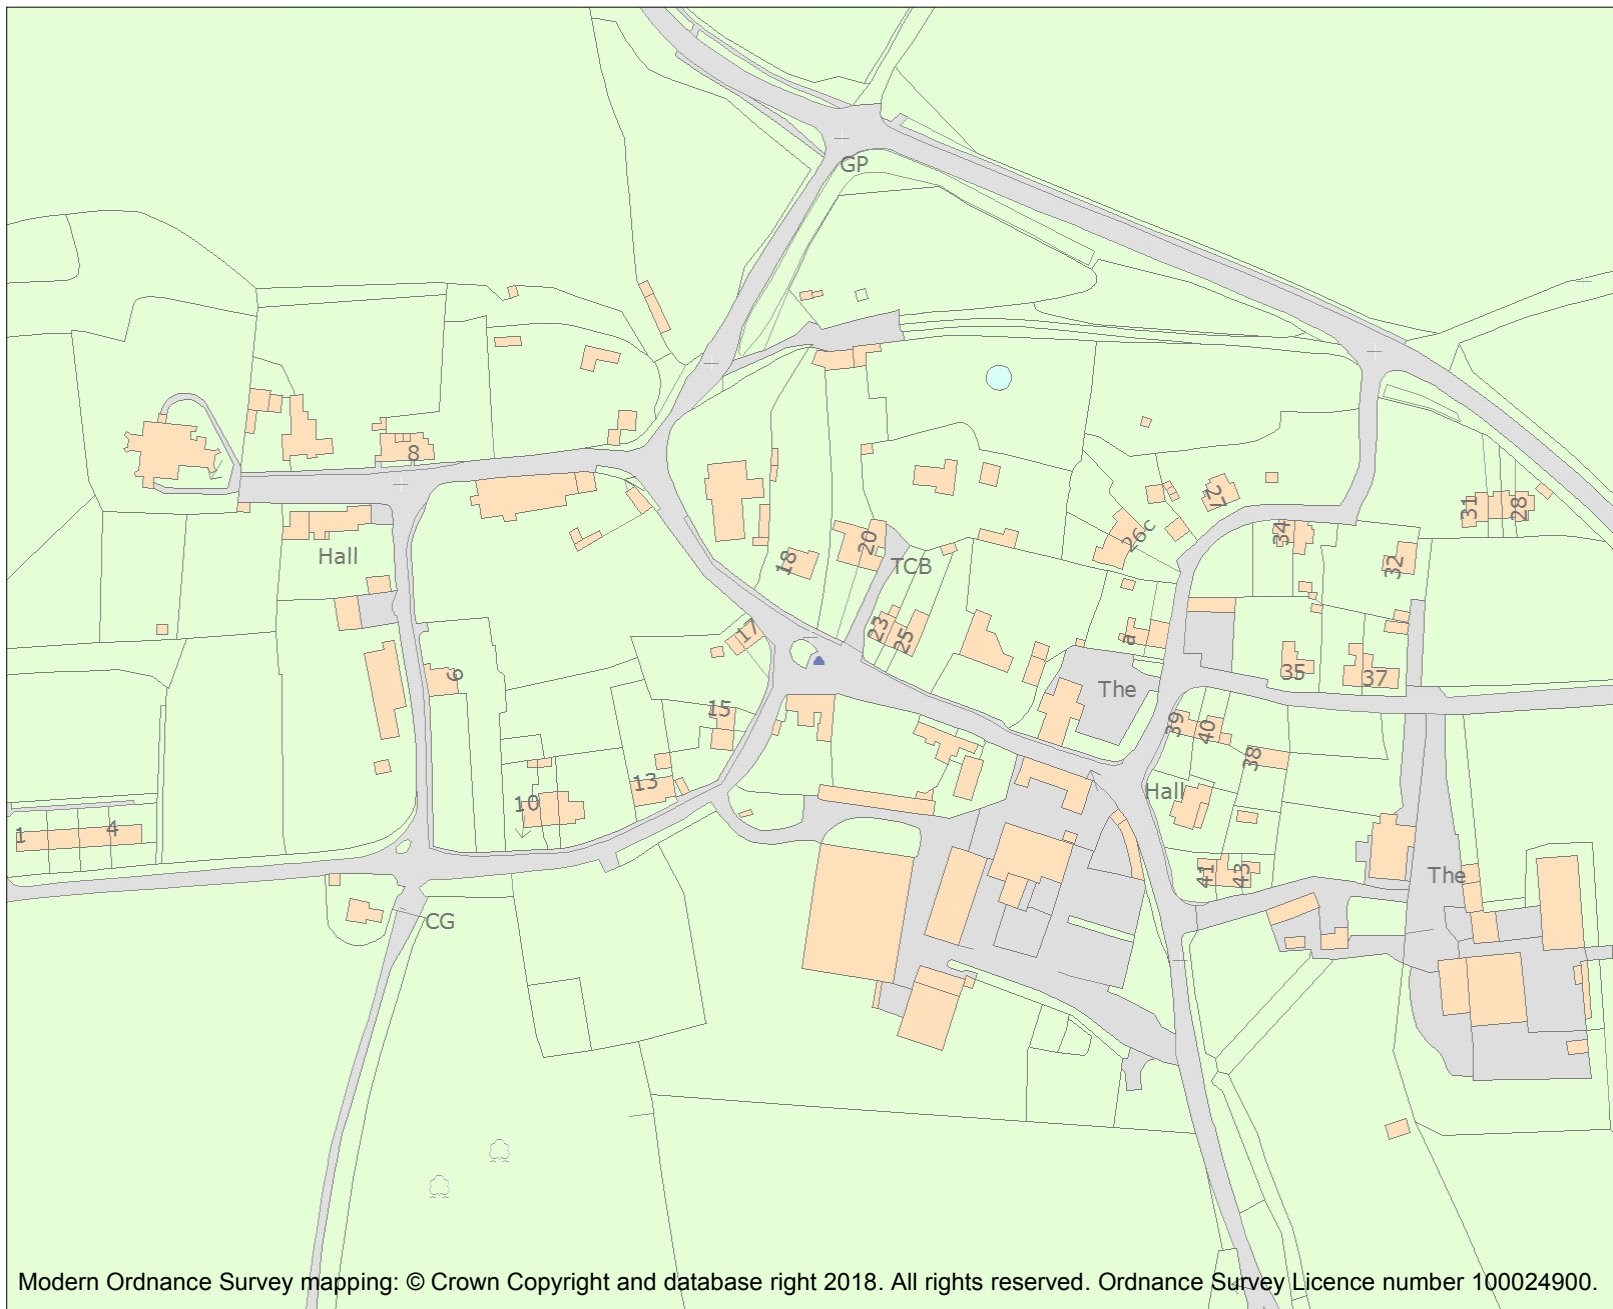 GP
8
Hall
27
31
28
26c
34
32
20
TCB
18
23
25
17
a
6
The
35
37
15
39
40
38
13
10
Hall
4
1
41
43
The
CG
Modern Ordnance Survey mapping: © Crown Copyright and database right 2018. All rights reserved. Ordnance Survey Licence number 100024900.